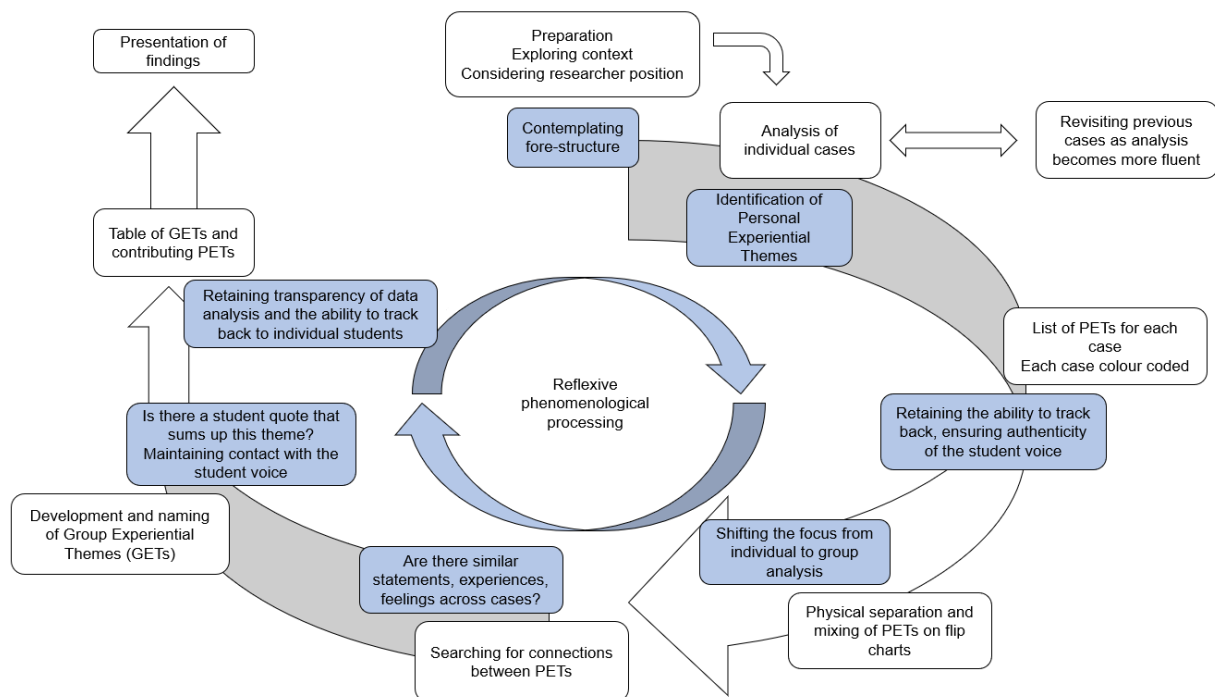 Presentation of
findings
Preparation
Exploring context
Considering researcher position
Contemplating
fore-structure
Analysis of
individual cases
Revisiting previous
cases as analysis
becomes more fluent
Identification of
Personal
Experiential
Themes
Table of GETs and
contributing PETs
Retaining transparency of data
analysis and the ability to track
back to individual students
List of PETs for each
case
Each case colour coded
Reflexive
phenomenological
processing
Is there a student quote that
sums up this theme?
Maintaining contact with the
student voice
Retaining the ability to track
back, ensuring authenticity
of the student voice
Development and naming
of Group Experiential
Themes (GETs)
Shifting the focus from
individual to group
analysis
Are there similar
statements, experiences,
feelings across cases?
Physical separation and
mixing of PETs on flip
charts
Searching for connections
between PETs